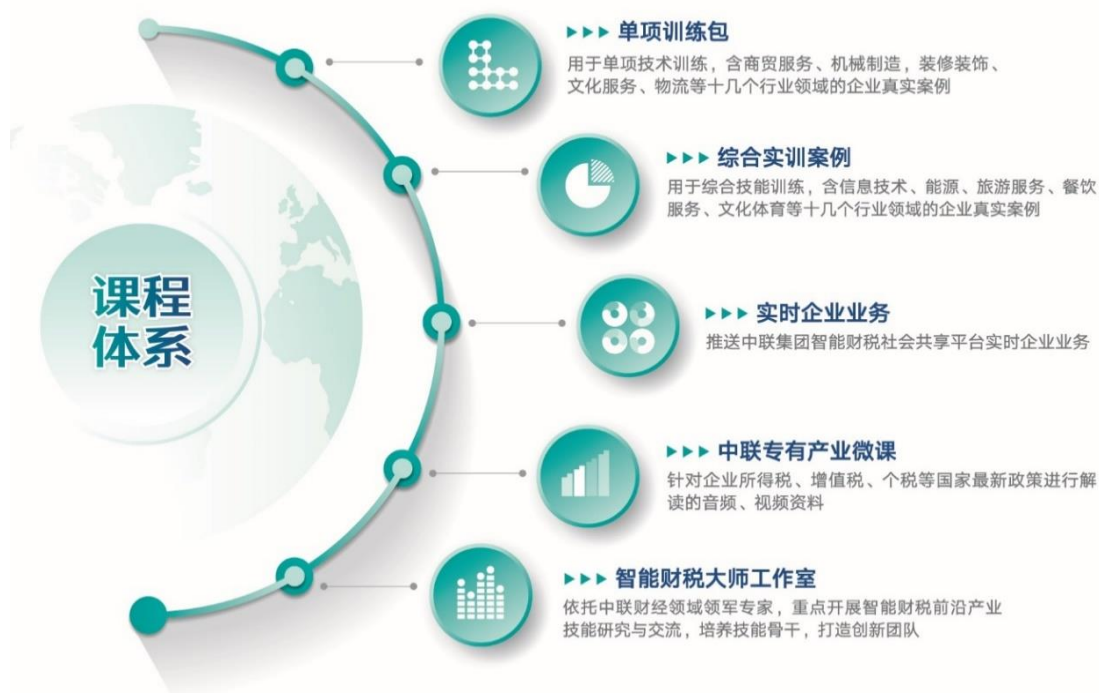 课程
体系
单项训练包
用于单项技术训练，含商贸服务、机械制造，装修装饰、
文化服务、物流等十几个行业领域的企业真实案例
综合实训案例
用于综合技能训练，含信息技术、能源、旅游服务、餐饮
服务、文化体育等十几个行业领域的企业真实案例
实时企业业务
推送中联集团智能财税社会共享平台实时企业业务
中联专有产业微课
针对企业所得税、增值税、个税等国家最新政策进行解
读的音频、视频资料
智能财税大师工作室
依托中联财经领域领军专家，重点开展智能财税前沿产业
技能研究与交流，培养技能骨干，打造创新团队